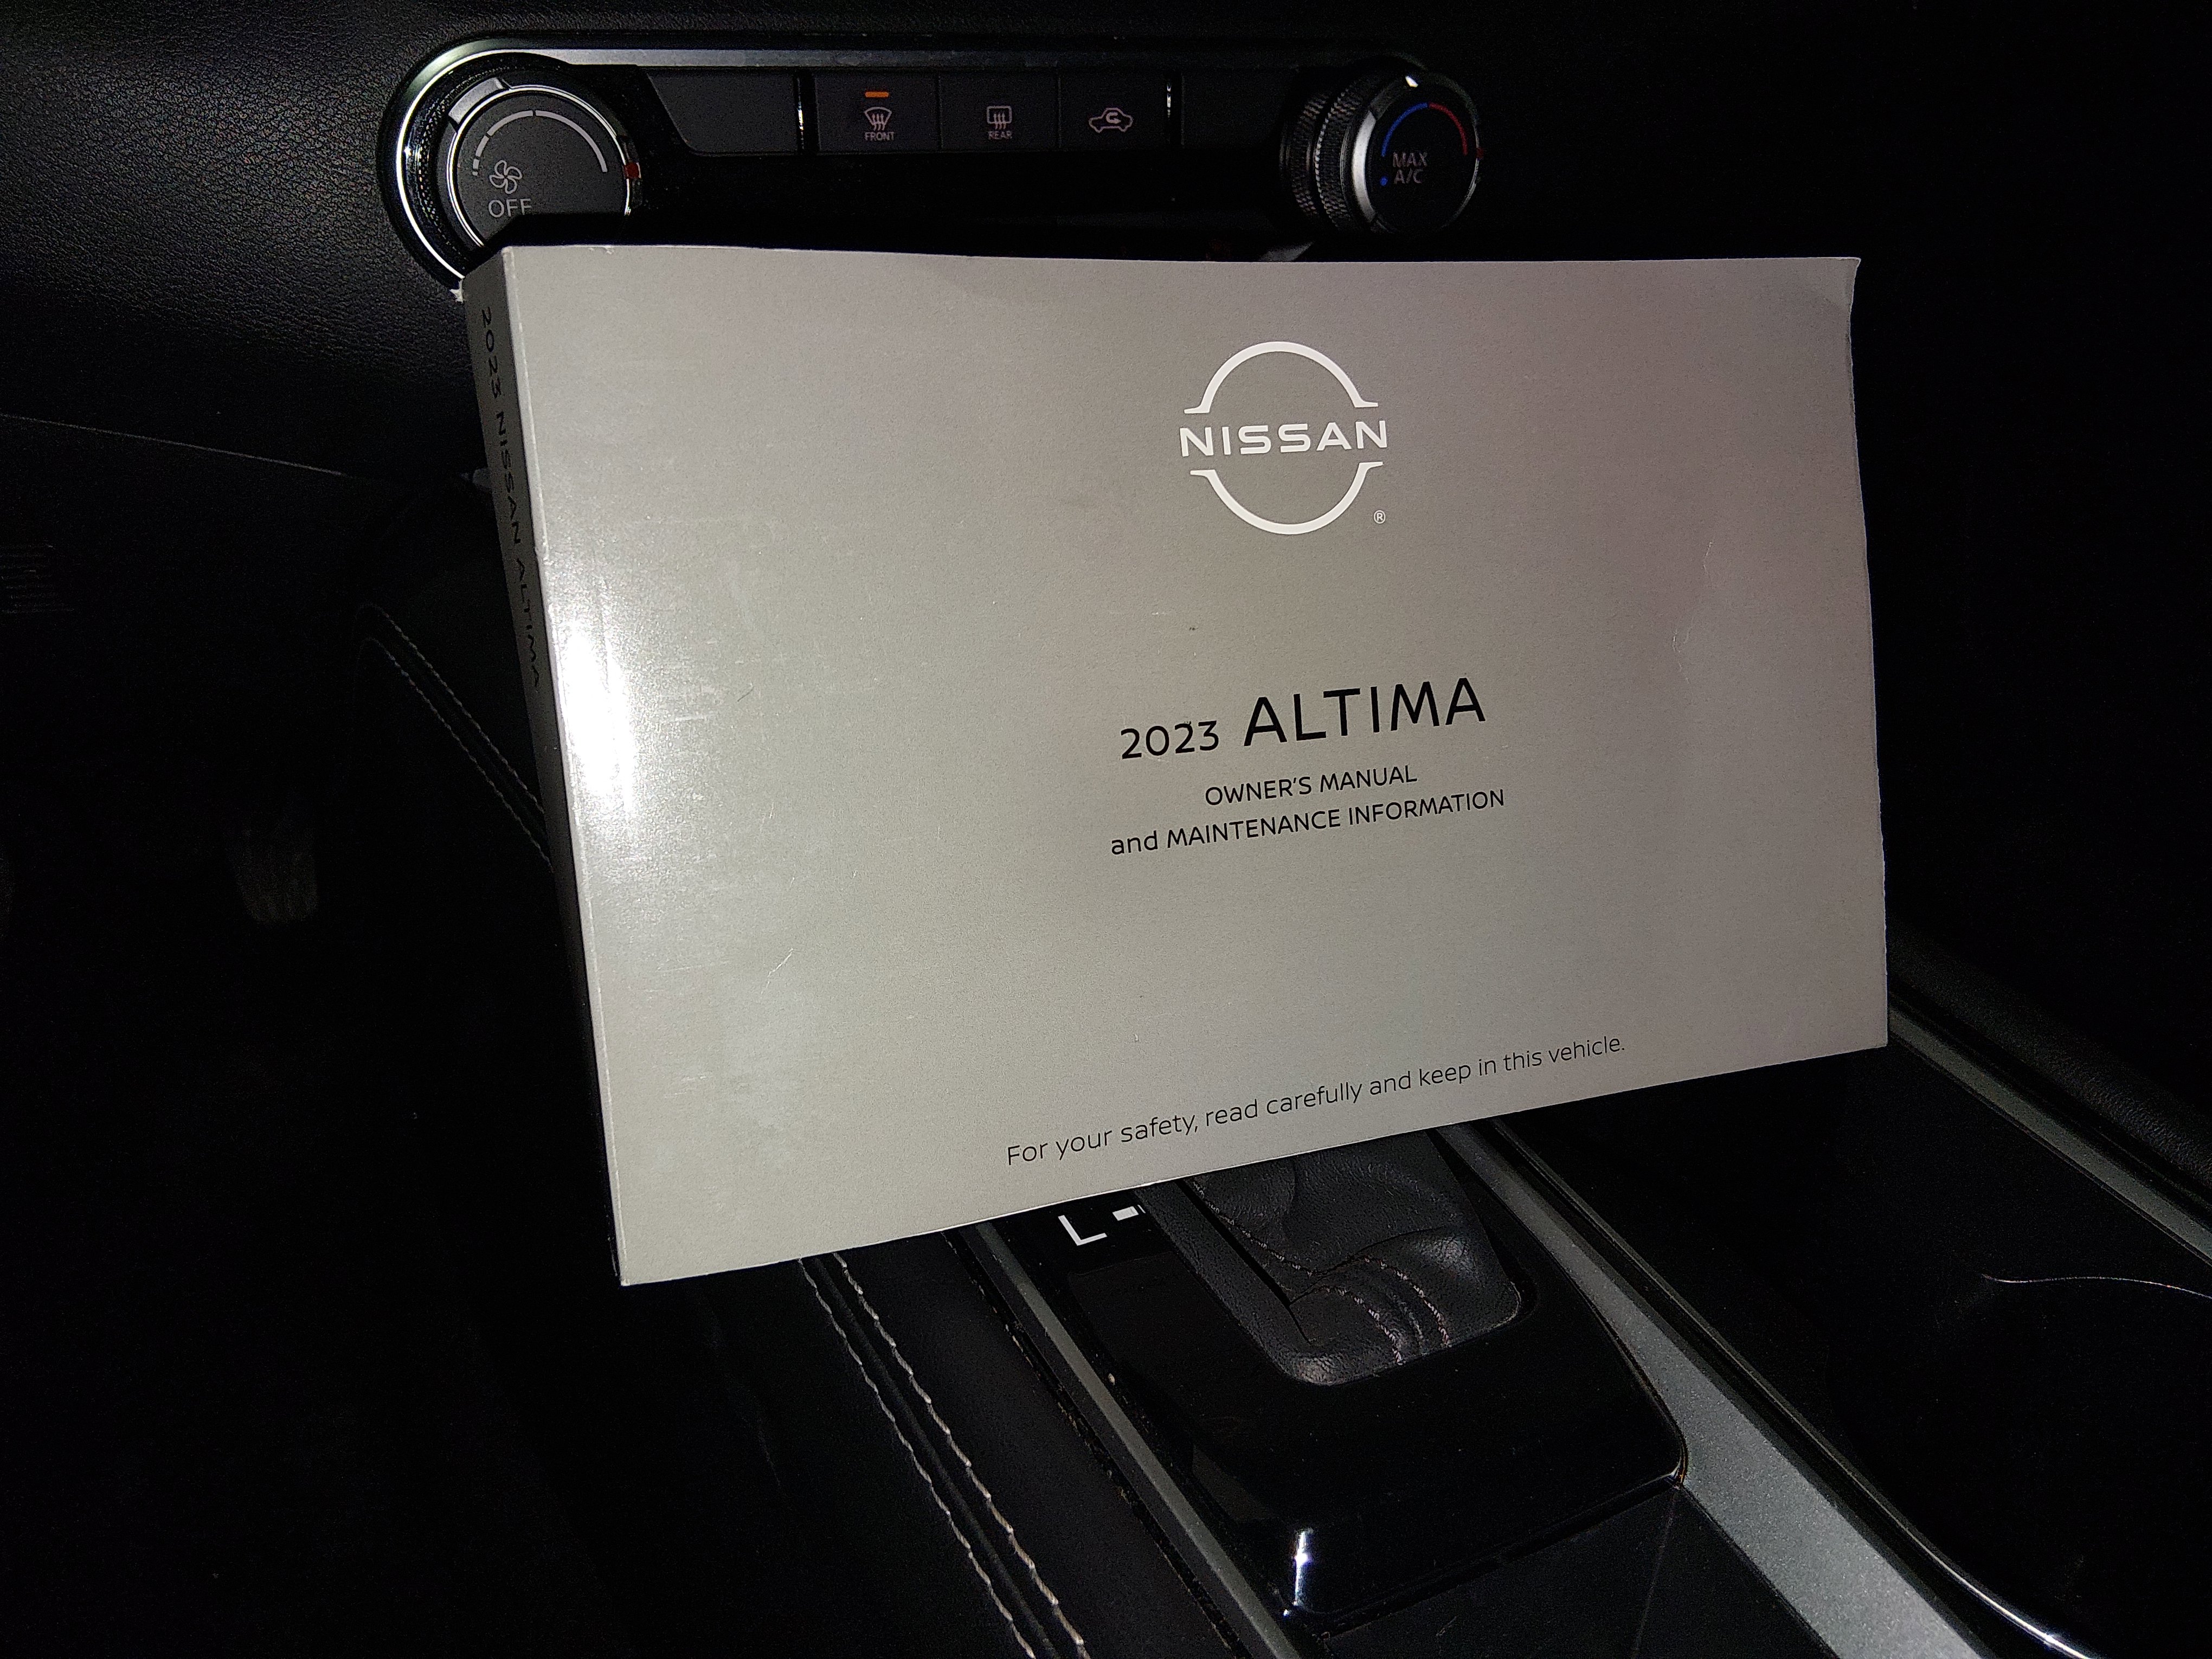 FRONT
REAR
OFF
MAX
A/C
2023 NISSAN ALTIMA
NISSAN
®
2023 ALTIMA
OWNER'S MANUAL
and MAINTENANCE INFORMATION
For your safety, read carefully and keep in this vehicle.
L